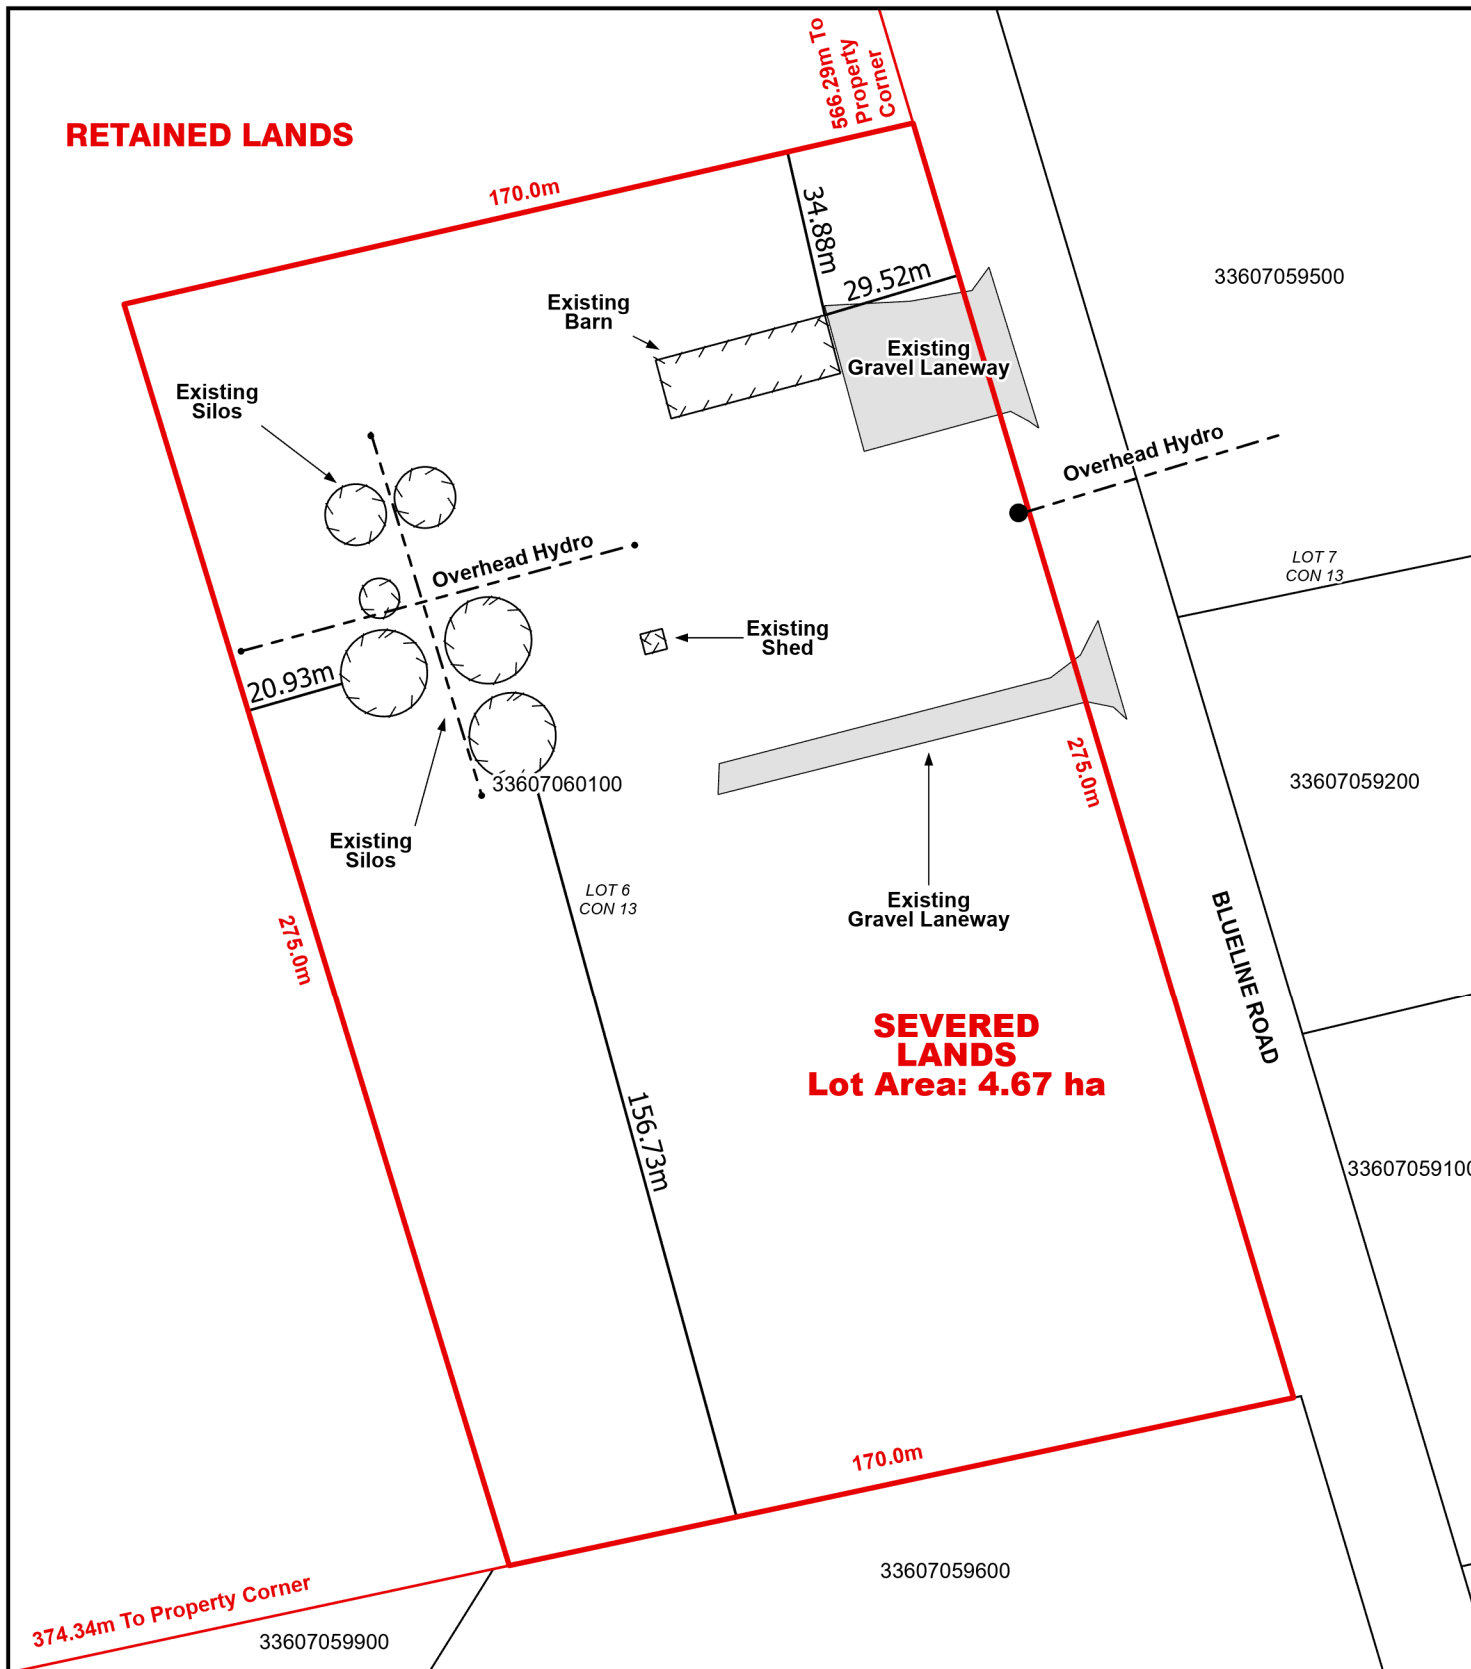 566.29m To
Property
Corner
RETAINED LANDS
170.0m
34.88m
29.52m
33607059500
Existing
Barn
Existing
Gravel Laneway
Existing
Silos
Overhead Hydro
Overhead Hydro
LOT 7
CON 13
Existing
Shed
20.93m
275.0m
33607060100
33607059200
Existing
Silos
LOT 6
CON 13
Existing
Gravel Laneway
275.0m
BLUELINE ROAD
SEVERED
LANDS
Lot Area: 4.67 ha
156.73m
33607059100
170.0m
33607059600
374.34m To Property Corner
33607059900